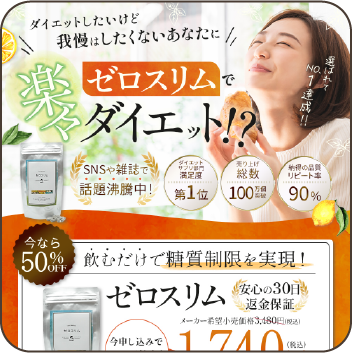 ダイエットしたいけど
我慢はしたくないあなたに
選ばれて
NO.1達成!!
楽々
ゼロスリムで
ダイエット!?
SNSや雑誌で
話題沸騰中!
ダイエット
サプリ部門
満足度
第1位
売り上げ
総数
100万個
突破
納得の品質
リピート率
90%
今なら
50%OFF
飲むだけで糖質制限を実現!
ゼロスリム
安心の30日
返金保証
メーカー希望小売価格3,480円(税込)
今申し込みで
1,740(税込)